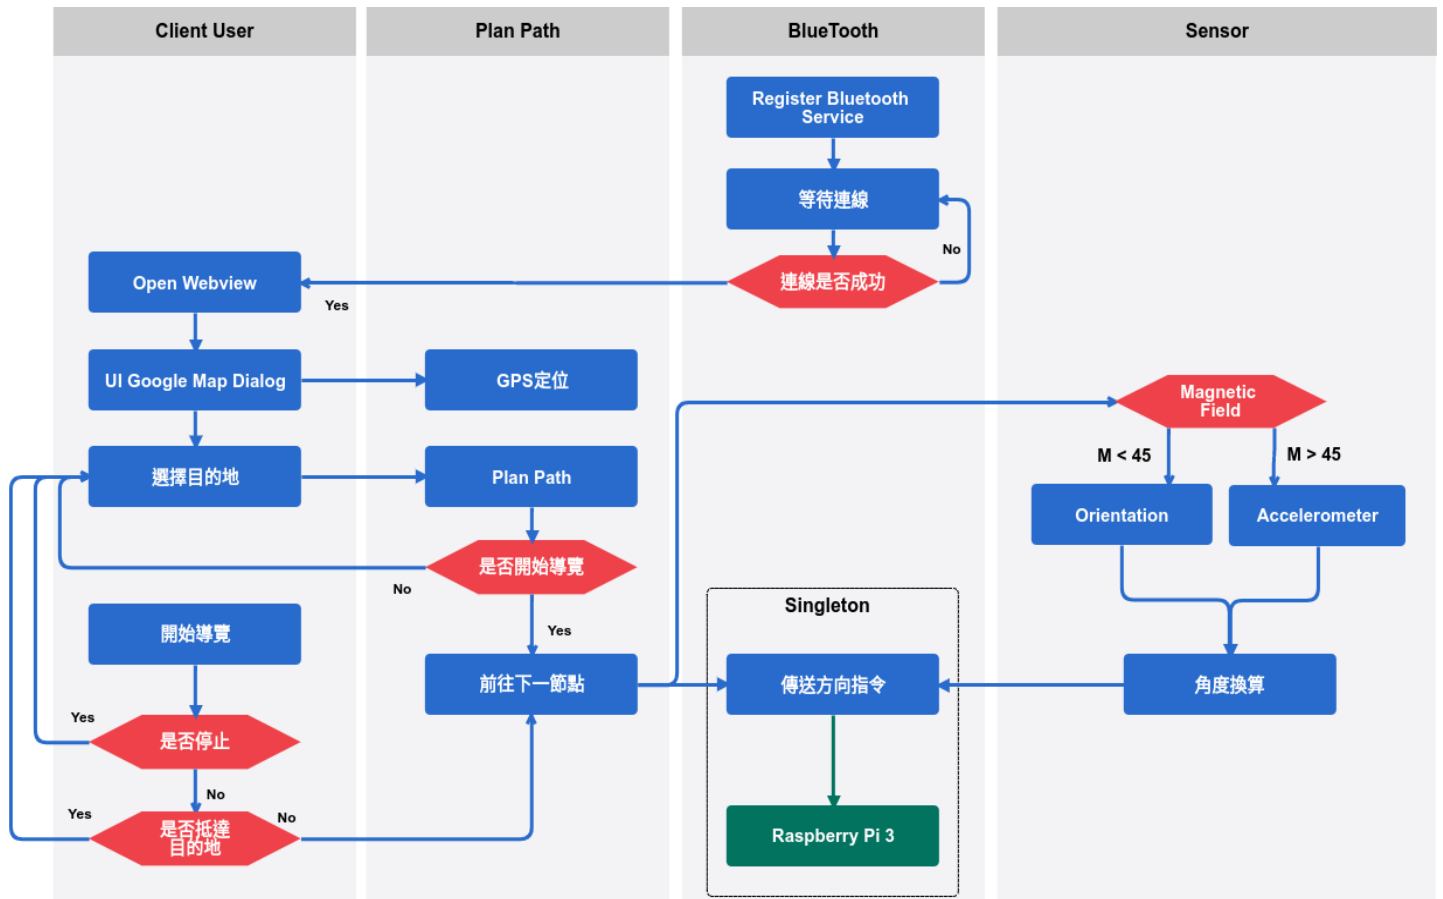 Client User
Plan Path
BlueTooth
Sensor
Register Bluetooth
Service
等待連線
No
連線是否成功
Open Webview
Yes
UI Google Map Dialog
GPS定位
Magnetic
Field
M < 45
M > 45
選擇目的地
Plan Path
Orientation
Accelerometer
是否開始導覽
No
Yes
Singleton
開始導覽
前往下一節點
傳送方向指令
角度換算
Yes
是否停止
No
Yes
是否抵達
目的地
No
Raspberry Pi 3